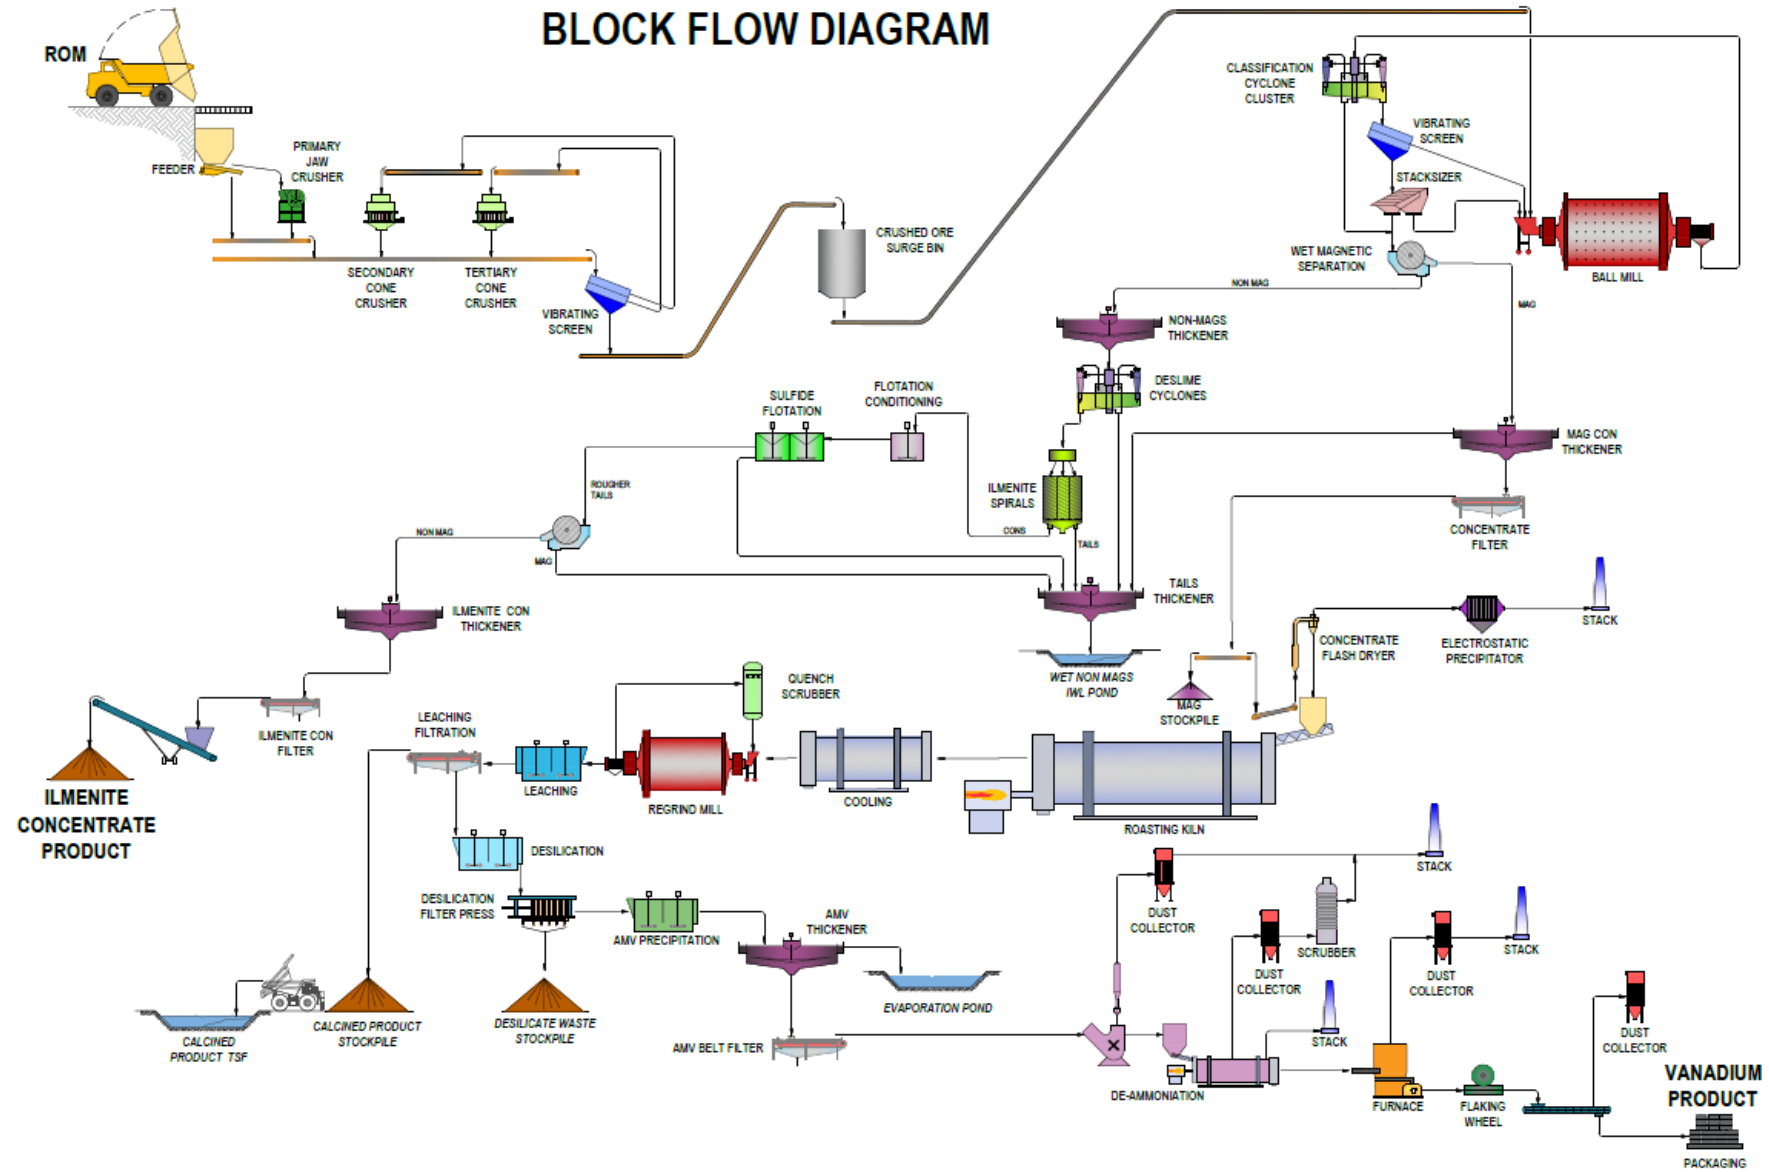 BLOCK FLOW DIAGRAM
ROM
FEEDER
PRIMARY
JAW
CRUSHER
SECONDARY
CONE
CRUSHER
TERTIARY
CONE
CRUSHER
VIBRATING
SCREEN
CRUSHED ORE
SURGE BIN
CLASSIFICATION
CYCLONE
CLUSTER
VIBRATING
SCREEN
STACKSIZER
WET MAGNETIC
SEPARATION
BALL MILL
NON MAG
MAG
NON-MAGS
THICKENER
DESLIME
CYCLONES
FLOTATION
CONDITIONING
SULFIDE
FLOTATION
MAG CON
THICKENER
ILMENITE
SPIRALS
CONS
TAILS
ROUGHER
TAILS
NON MAG
MAG
CONCENTRATE
FILTER
TAILS
THICKENER
STACK
ILMENITE CON
THICKENER
CONCENTRATE
FLASH DRYER
ELECTROSTATIC
PRECIPITATOR
WET NON MAGS
IWL POND
MAG
STOCKPILE
QUENCH
SCRUBBER
LEACHING
FILTRATION
ILMENITE CON
FILTER
LEACHING
REGRIND MILL
COOLING
ROASTING KILN
ILMENITE
CONCENTRATE
PRODUCT
DESILICATION
STACK
DESILICATION
FILTER PRESS
AMV PRECIPITATION
AMV
THICKENER
DUST
COLLECTOR
SCRUBBER
STACK
DUST
COLLECTOR
DUST
COLLECTOR
EVAPORATION POND
CALCINED PRODUCT
STOCKPILE
DESILICATE WASTE
STOCKPILE
CALCINED
PRODUCT TSF
AMV BELT FILTER
STACK
DUST
COLLECTOR
DE-AMMONIATION
FURNACE
FLAKING
WHEEL
VANADIUM
PRODUCT
PACKAGING